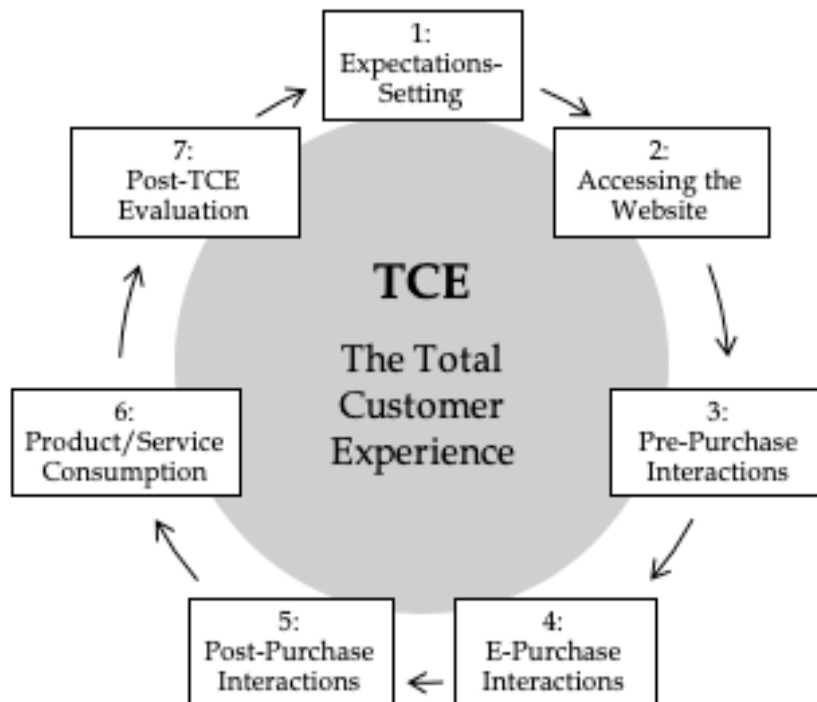 1:
Expectations-
Setting
2:
Accessing the
Website
3:
Pre-Purchase
Interactions
4:
E-Purchase
Interactions
5:
Post-Purchase
Interactions
6:
Product/Service
Consumption
7:
Post-TCE
Evaluation
TCE
The Total
Customer
Experience